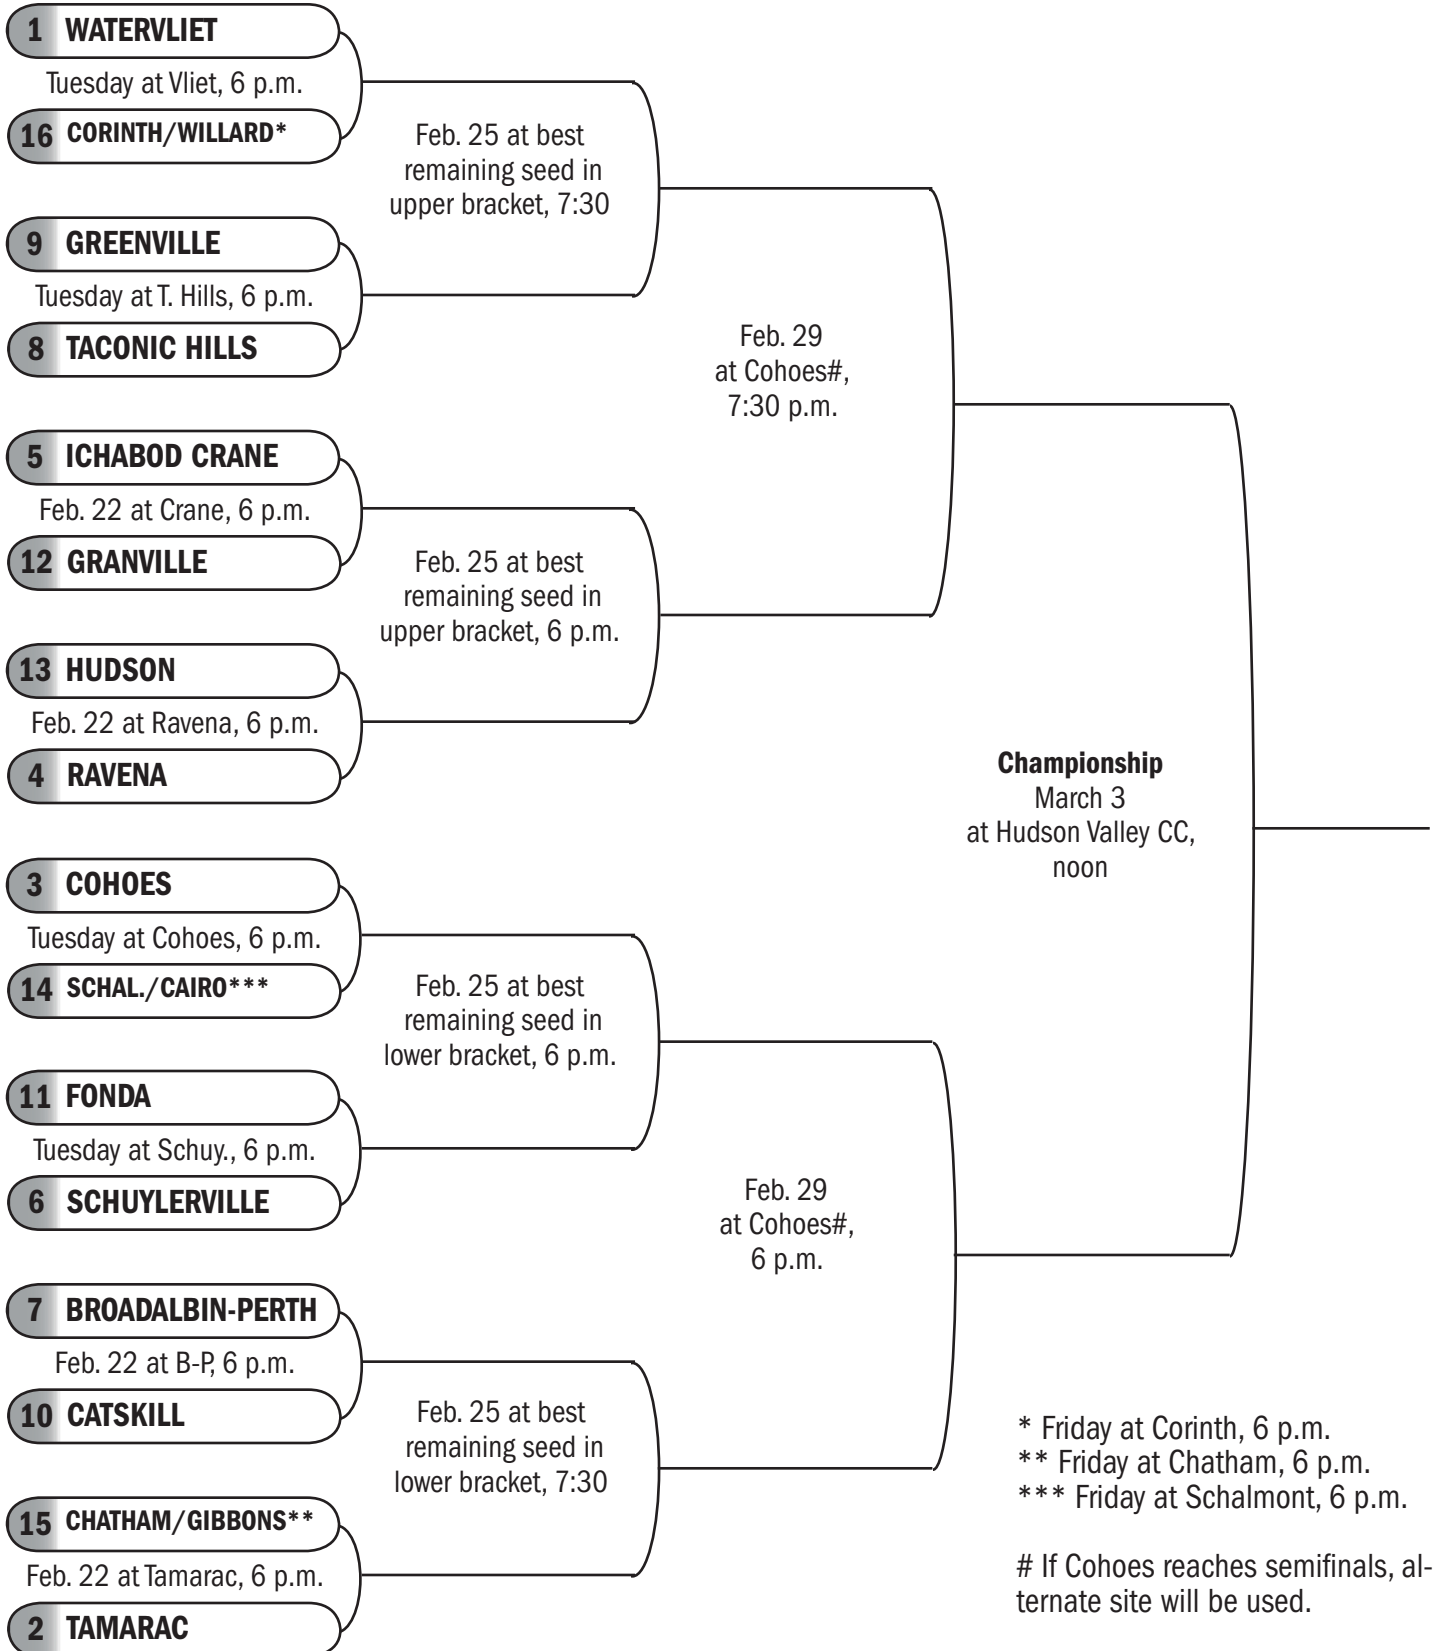 1 WATERVLIET
Tuesday at Vliet, 6 p.m.
16 CORINTH/WILLARD*
Feb. 25 at best
remaining seed in
upper bracket, 7:30
9 GREENVILLE
Tuesday at T. Hills, 6 p.m.
8 TACONIC HILLS
Feb. 29
at Cohoes#,
7:30 p.m.
5 ICHABOD CRANE
Feb. 22 at Crane, 6 p.m.
12 GRANVILLE
Feb. 25 at best
remaining seed in
upper bracket, 6 p.m.
13 HUDSON
Feb. 22 at Ravena, 6 p.m.
4 RAVENA
Championship
March 3
at Hudson Valley CC,
noon
3 COHOES
Tuesday at Cohoes, 6 p.m.
14 SCHAL./CAIRO***
Feb. 25 at best
remaining seed in
lower bracket, 6 p.m.
11 FONDA
Tuesday at Schuy., 6 p.m.
6 SCHUYLERVILLE
Feb. 29
at Cohoes#,
6 p.m.
7 BROADALBIN-PERTH
Feb. 22 at B-P, 6 p.m.
10 CATSKILL
Feb. 25 at best
remaining seed in
lower bracket, 7:30
15 CHATHAM/GIBBONS**
Feb. 22 at Tamarac, 6 p.m.
2 TAMARAC
* Friday at Corinth, 6 p.m.
** Friday at Chatham, 6 p.m.
*** Friday at Schalmont, 6 p.m.
# If Cohoes reaches semifinals, al-
ternate site will be used.